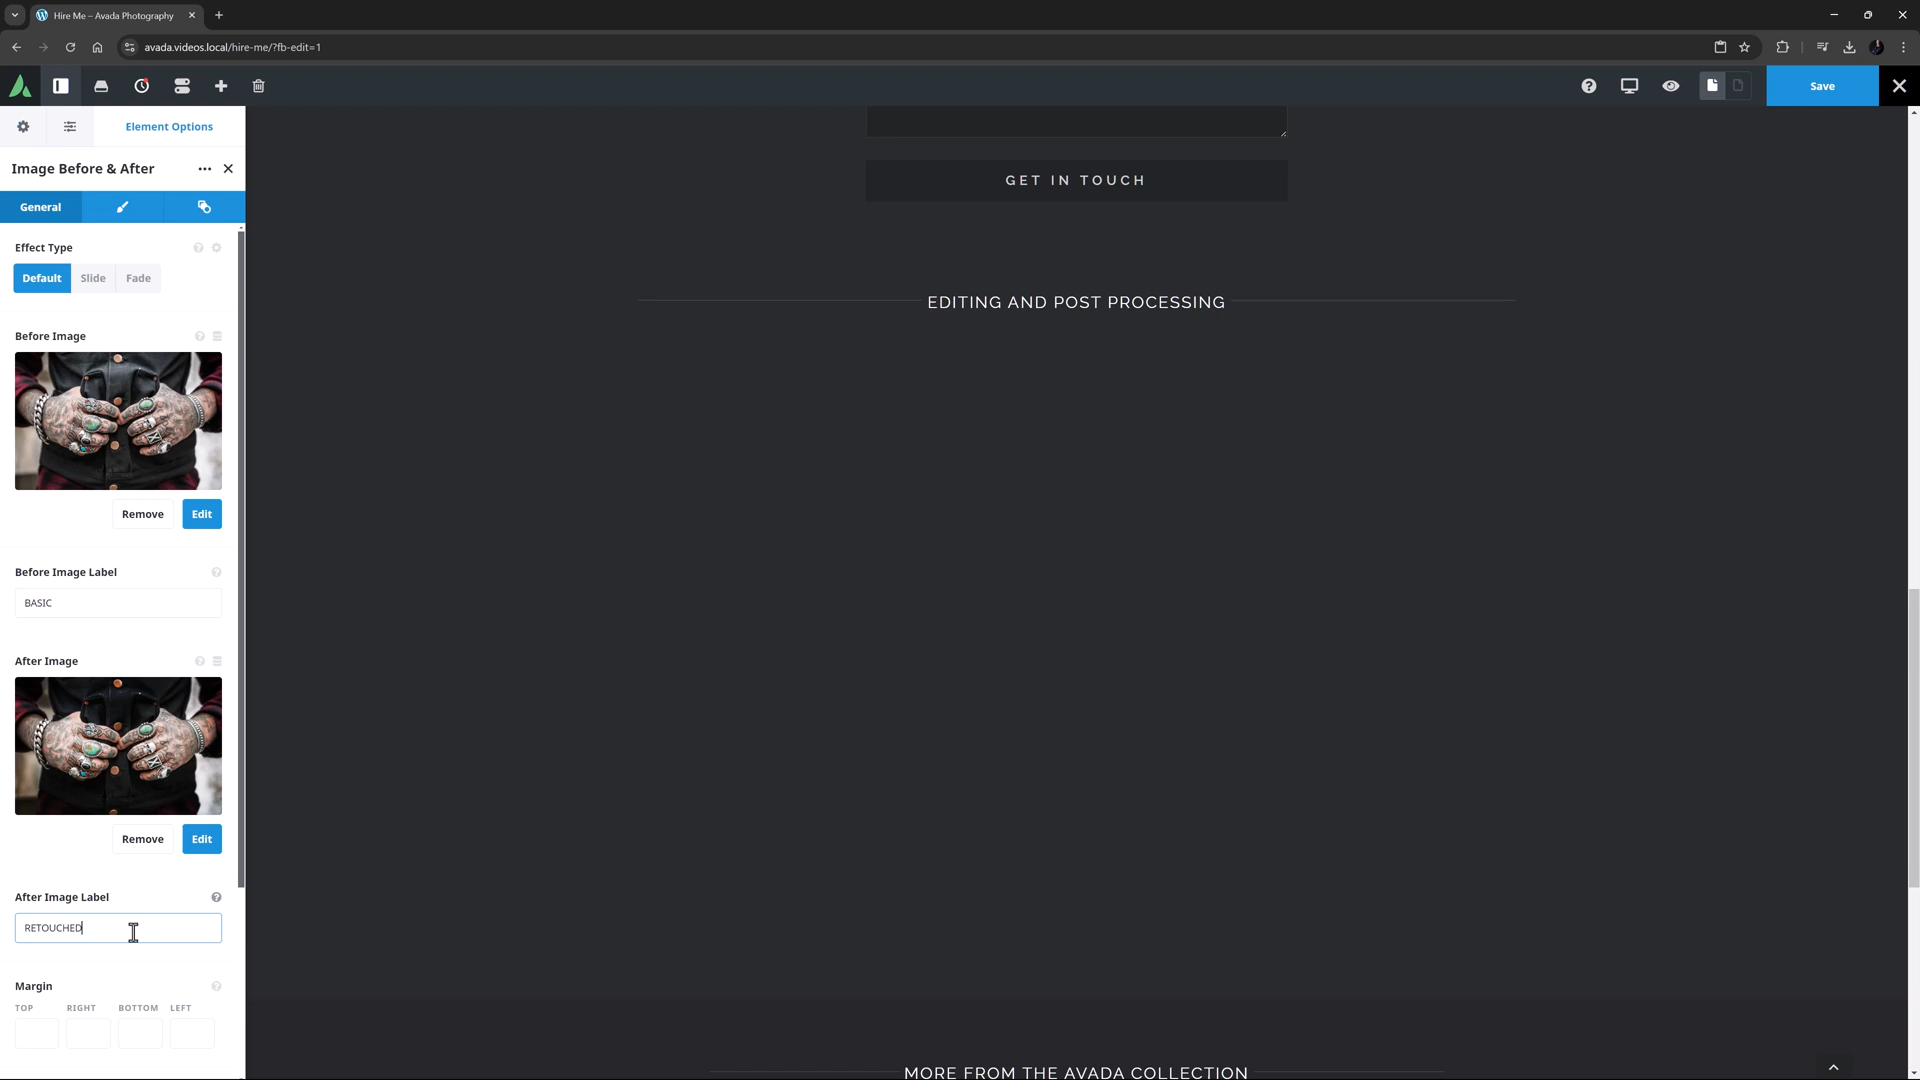 Hire Me – Avada Photography
avada.videos.local/hire-me/?fb-edit=1
Save
Element Options
Image Before & After
General
Effect Type
Default Slide Fade
Before Image
Remove Edit
Before Image Label
BASIC
After Image
Remove Edit
After Image Label
RETOUCHED
Margin
TOP RIGHT BOTTOM LEFT
GET IN TOUCH
EDITING AND POST PROCESSING
MORE FROM THE AVADA COLLECTION